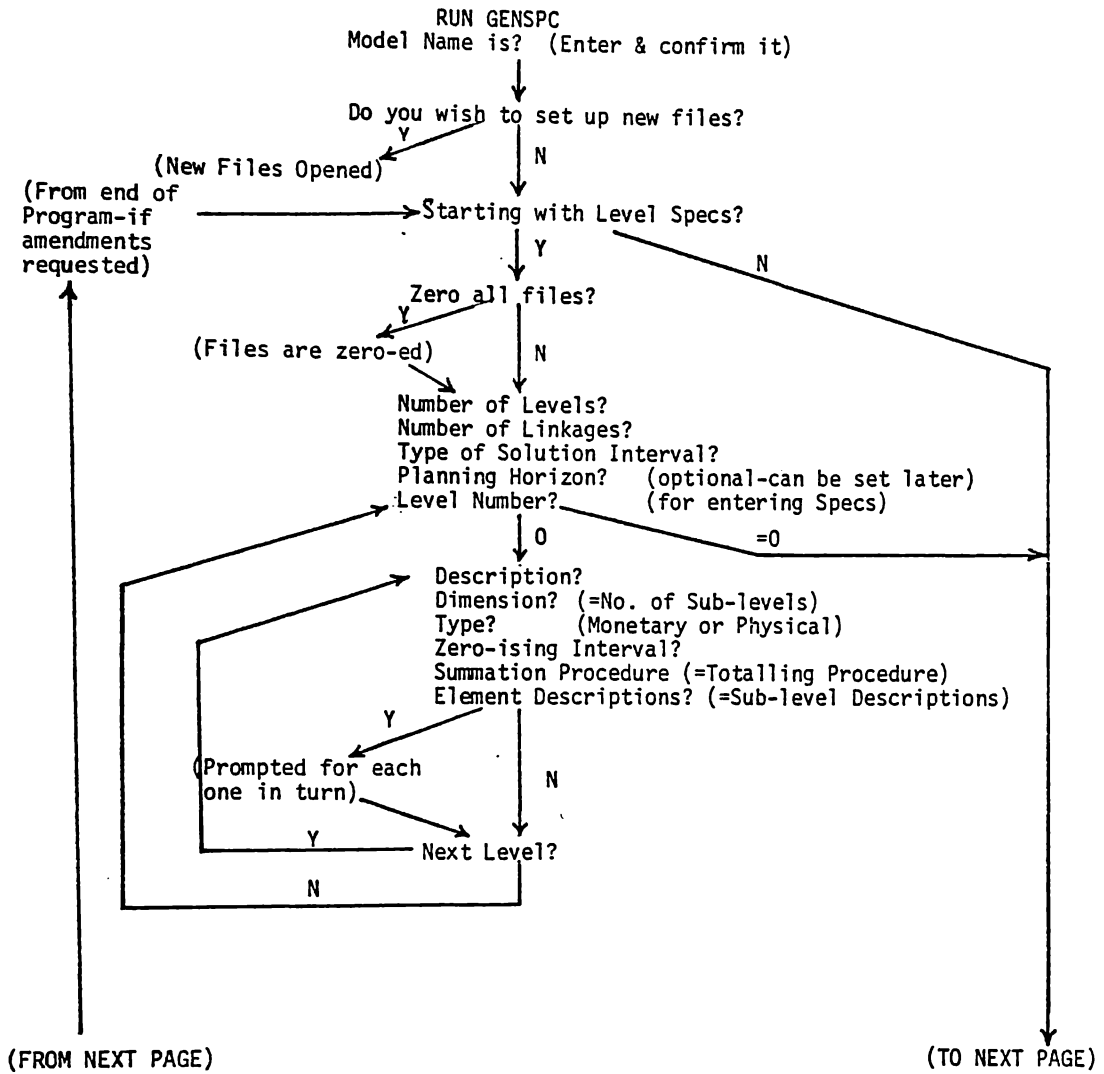 RUN GENSPC
Model Name is? (Enter & confirm it)
Do you wish to set up new files?
Y
N
(New Files Opened)
(From end of
Program-if
amendments
requested)
Starting with Level Specs?
Y
N
Zero all files?
Y
N
(Files are zero-ed)
Number of Levels?
Number of Linkages?
Type of Solution Interval?
Planning Horizon? (optional-can be set later)
Level Number? (for entering Specs)
O
=O
Description?
Dimension? (=No. of Sub-levels)
Type? (Monetary or Physical)
Zero-ising Interval?
Summation Procedure (=Totalling Procedure)
Element Descriptions? (=Sub-level Descriptions)
Y
N
(Prompted for each
one in turn)
Y
Next Level?
N
(FROM NEXT PAGE)
(TO NEXT PAGE)